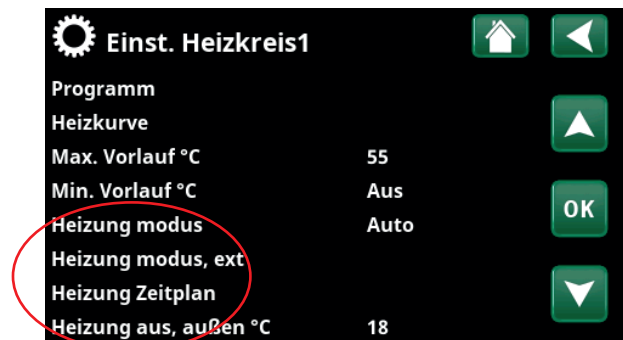 Einst. Heizkreis1
Programm
Heizkurve
Max. Vorlauf °C 55
Min. Vorlauf °C Aus
Heizung modus Auto
OK
Heizung modus, ext
Heizung Zeitplan
Heizung aus, außen °C 18